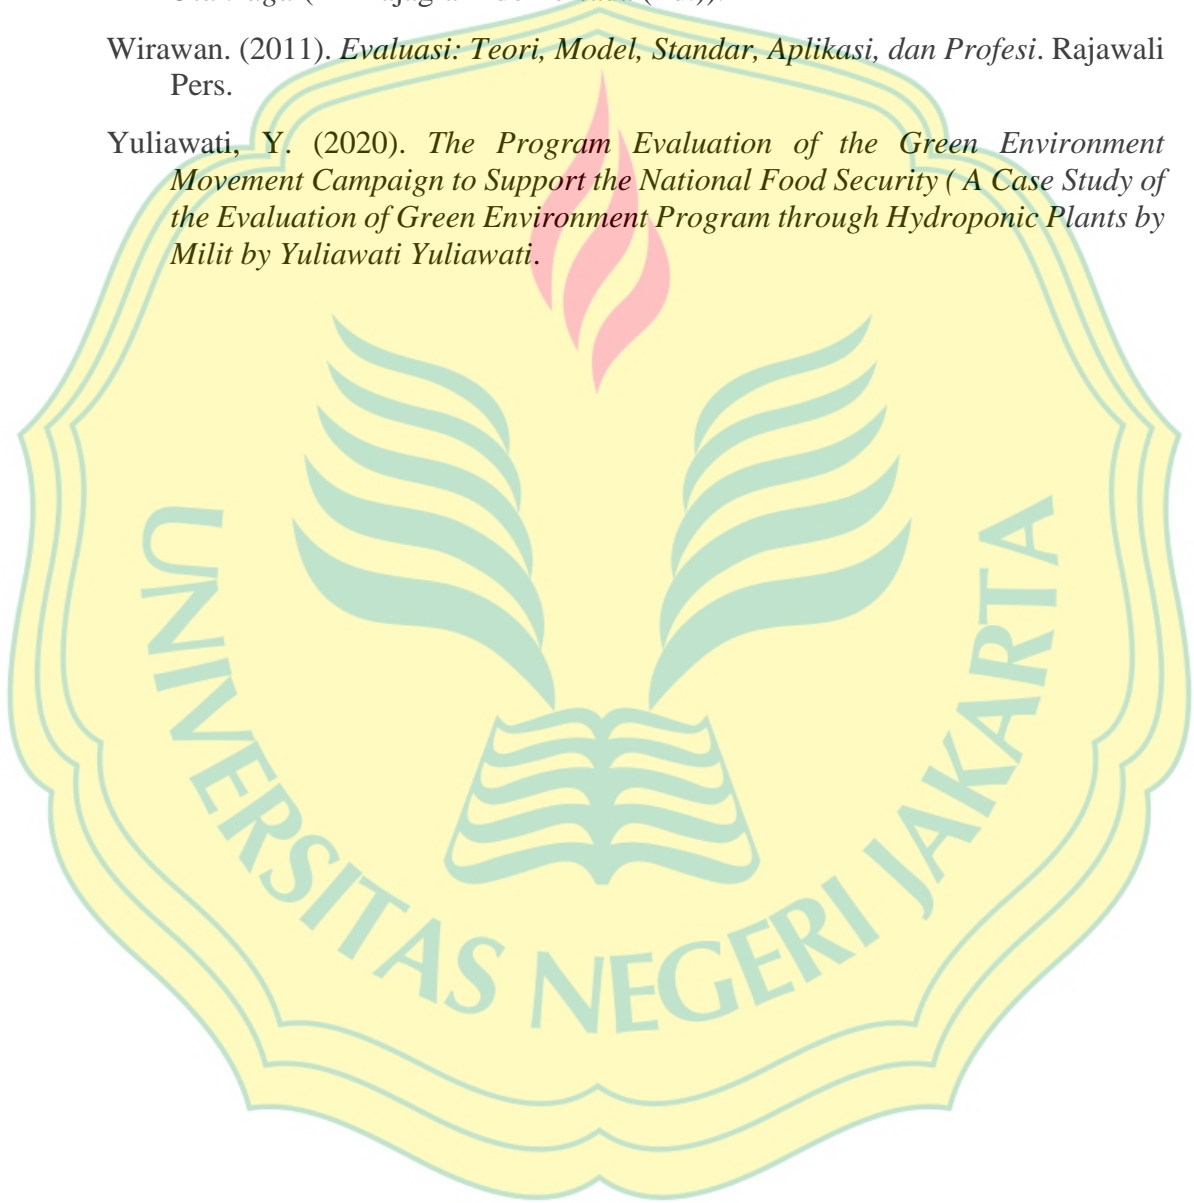 Wirawan. (2011). Evaluasi: Teori, Model, Standar, Aplikasi, dan Profesi. Rajawali
Pers.
Yuliawati, Y. (2020). The Program Evaluation of the Green Environment
Movement Campaign to Support the National Food Security ( A Case Study of
the Evaluation of Green Environment Program through Hydroponic Plants by
Milit by Yuliawati Yuliawati.
UNIVERSITAS NEGERI JAKARTA